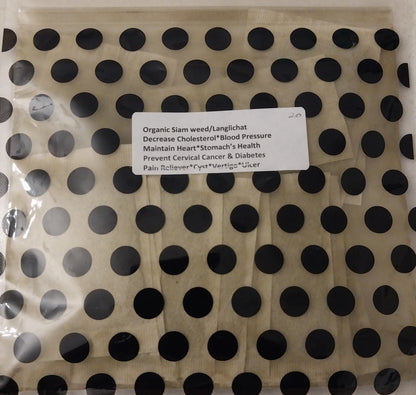 20
Organic Siam weed/Langlichat
Decrease Cholesterol*Blood Pressure
Maintain Heart*Stomach's Health
Prevent Cervical Cancer & Diabetes
Pain Reliever*Cyst*Vertigo*Ulcer